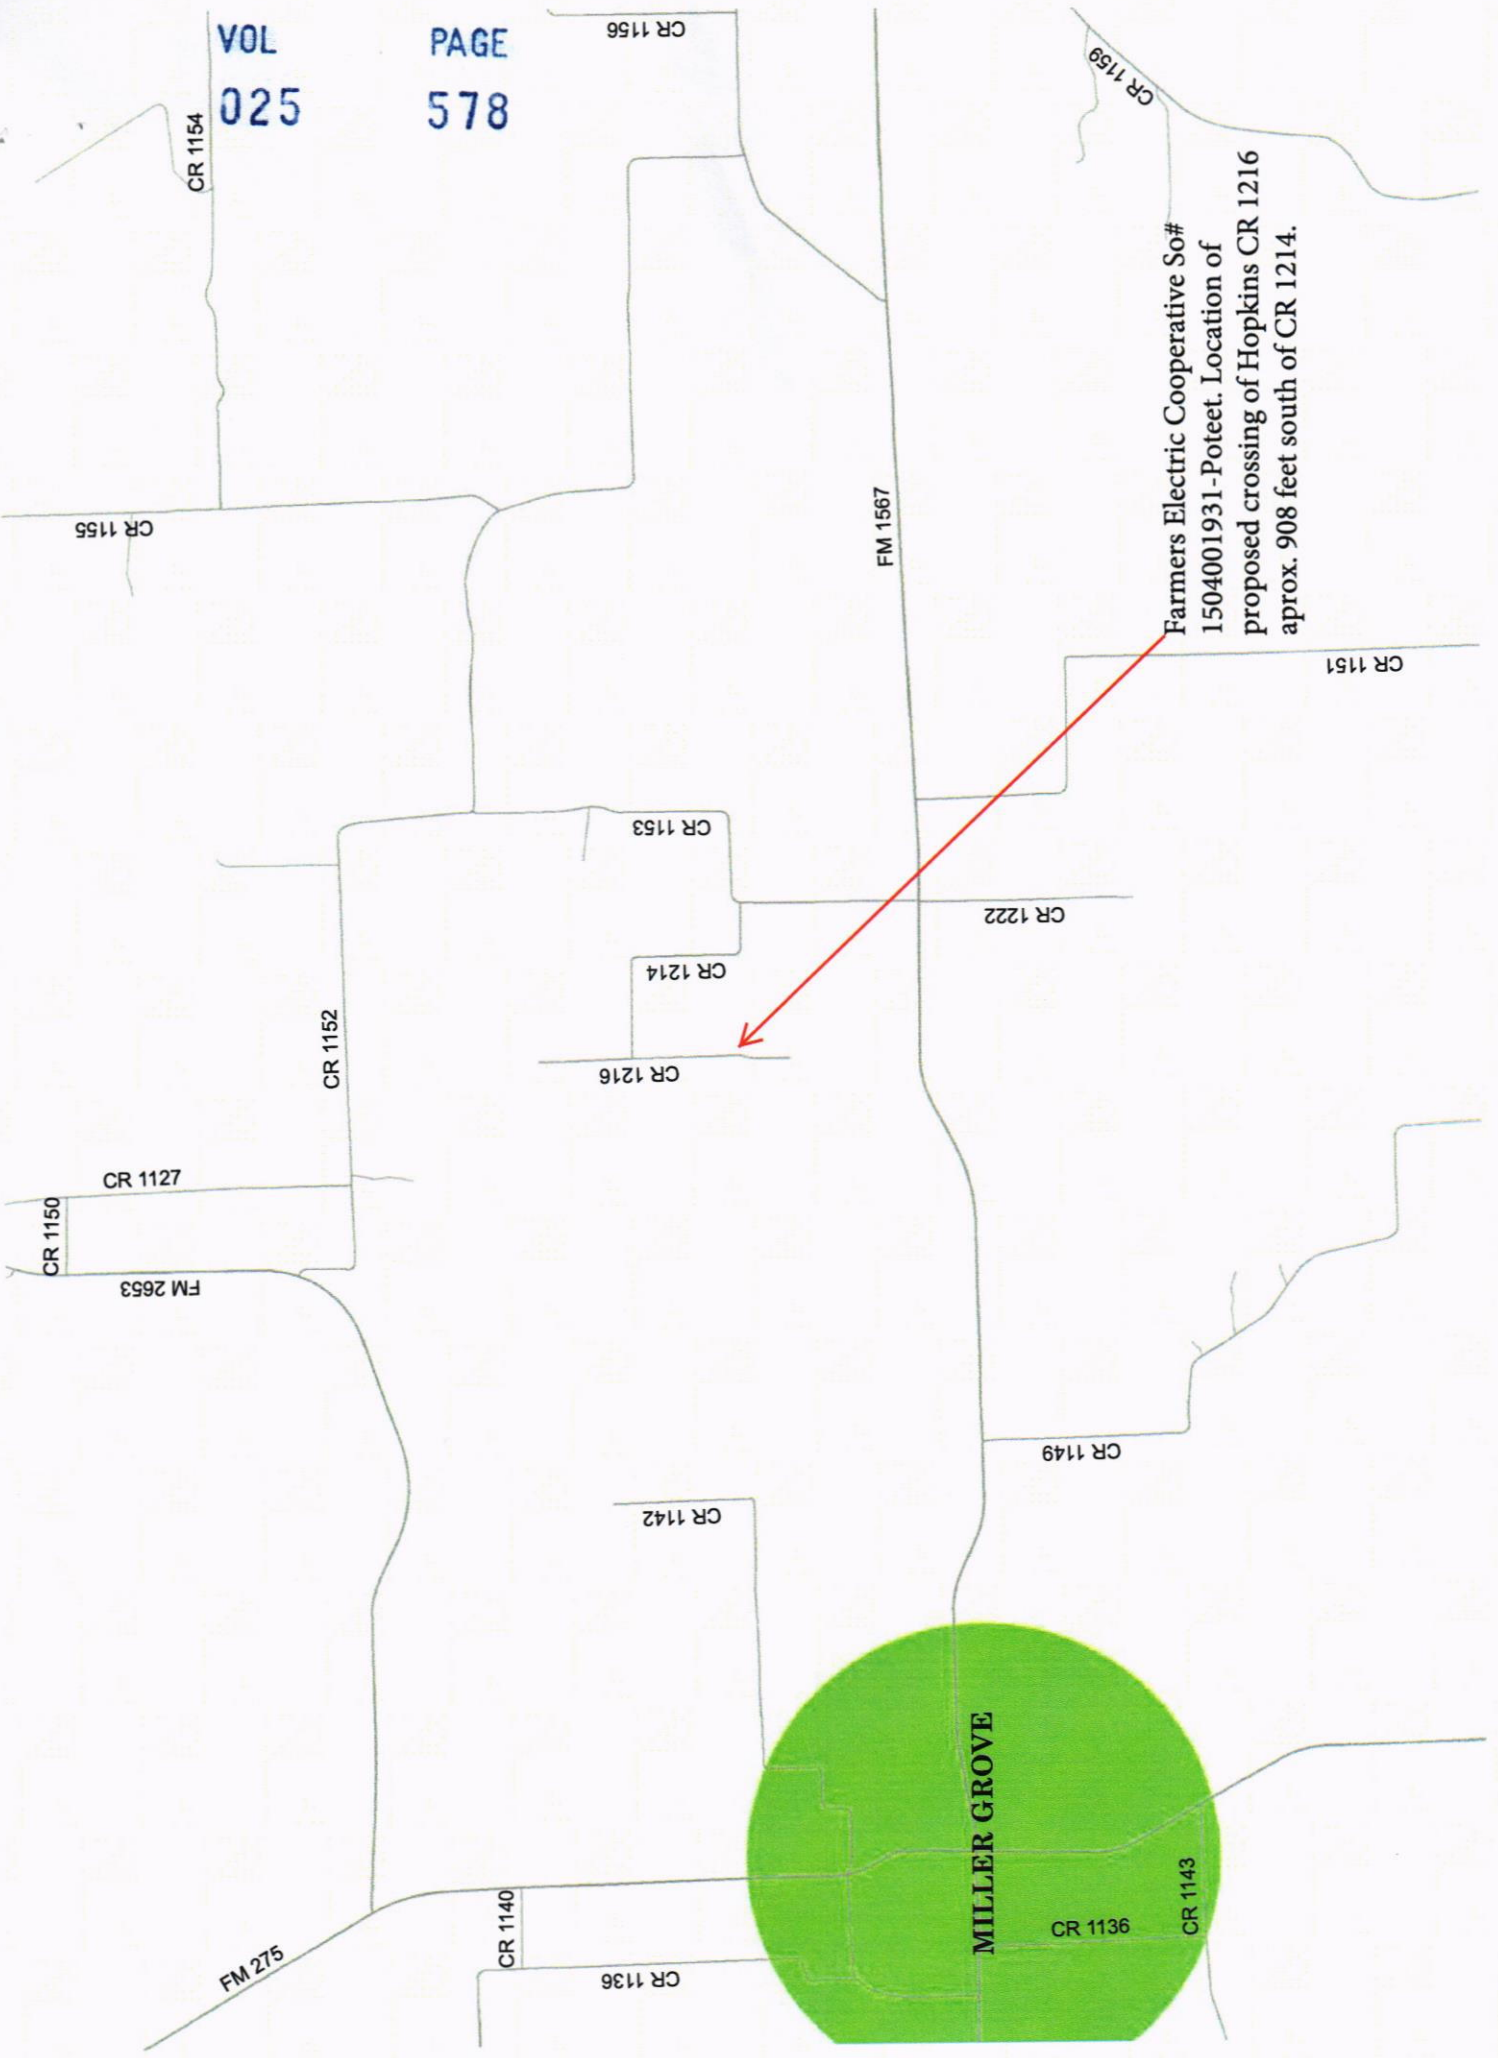 VOL PAGE
025 578
CR 1156
CR 1159
CR 1154
CR 1155
FM 1567
Farmers Electric Cooperative So#
1504001931-Poteet. Location of
proposed crossing of Hopkins CR 1216
aprox. 908 feet south of CR 1214.
CR 1151
CR 1153
CR 1222
CR 1214
CR 1152
CR 1216
CR 1127
CR 1150
FM 2653
CR 1149
CR 1142
MILLER GROVE
CR 1143
CR 1136
CR 1140
CR 1136
FM 275